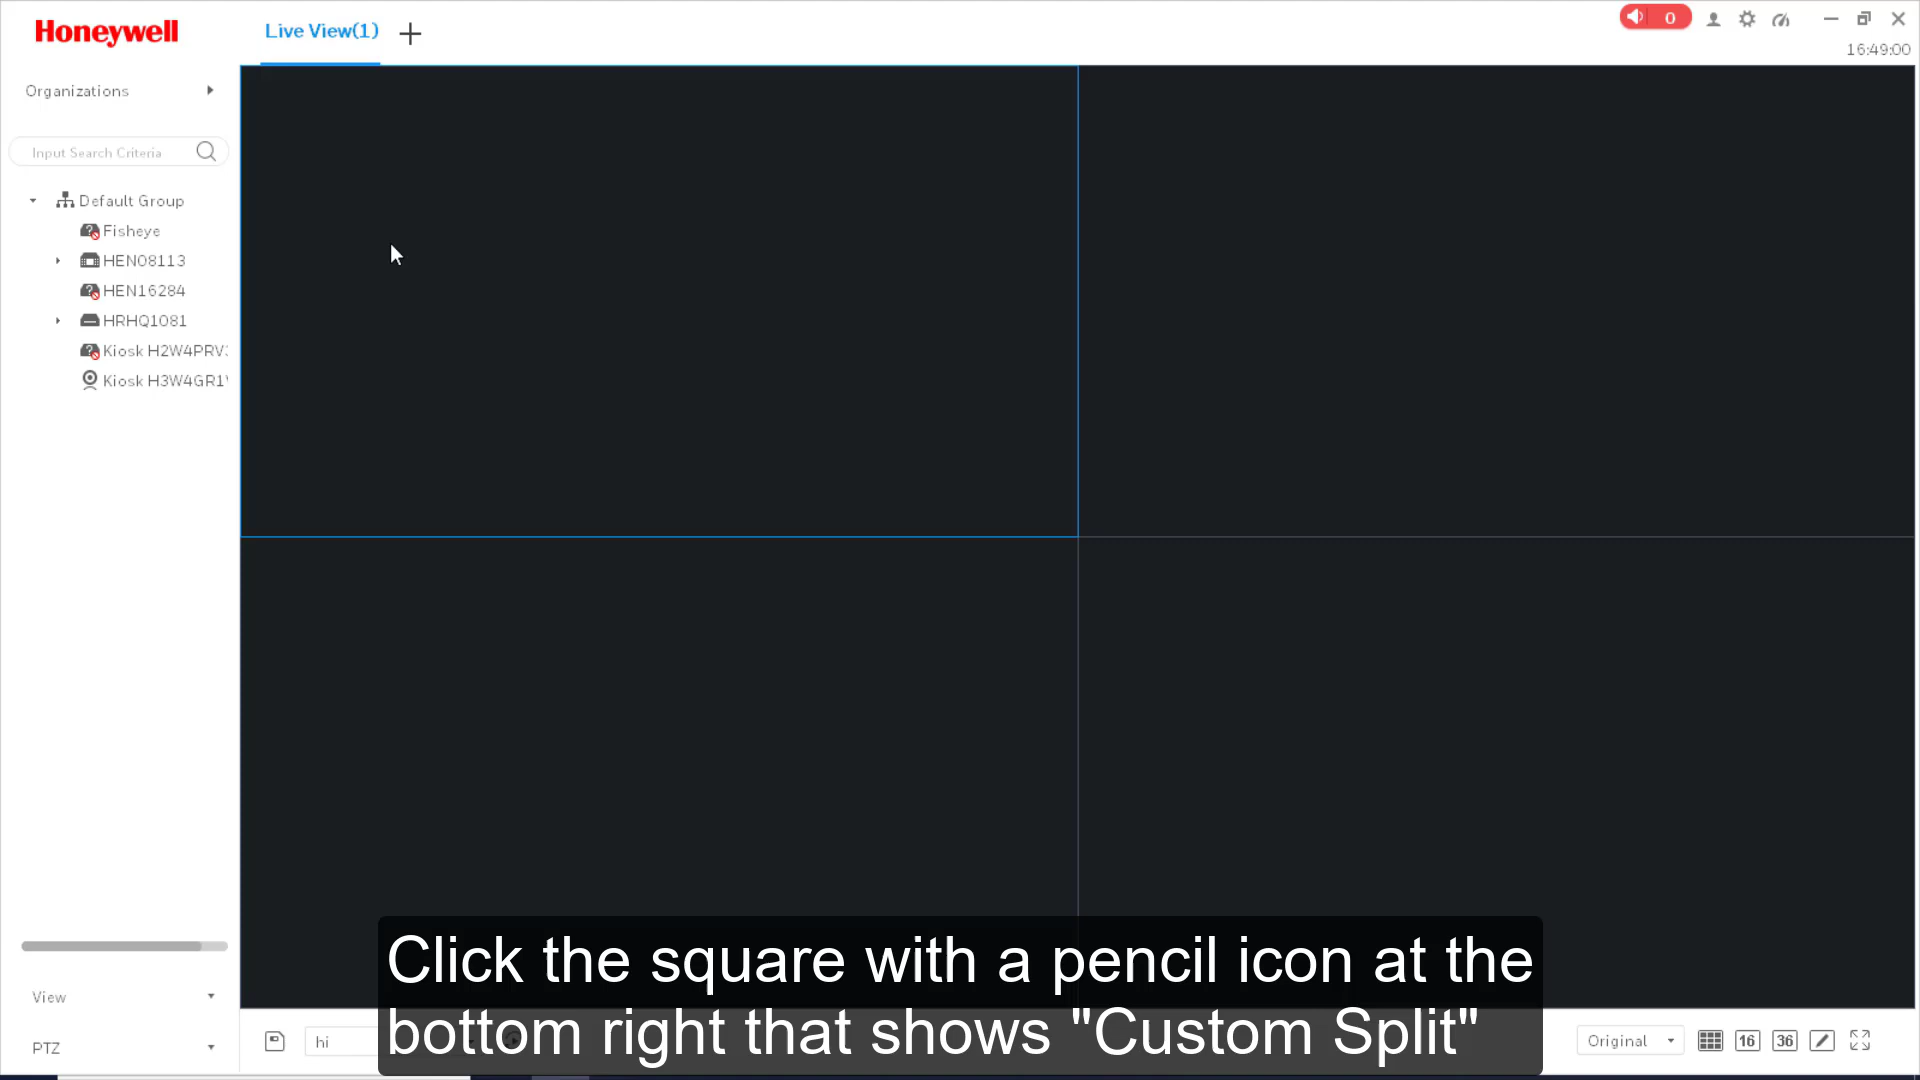 Honeywell
Live View(1)
0
16:49:00
Organizations
Input Search Criteria
Default Group
Fisheye
HEN08113
HEN16284
HRHQ1081
Kiosk H2W4PRV
Kiosk H3W4GR1
View
PTZ
hi
Click the square with a pencil icon at the
bottom right that shows "Custom Split"
Original
16
36